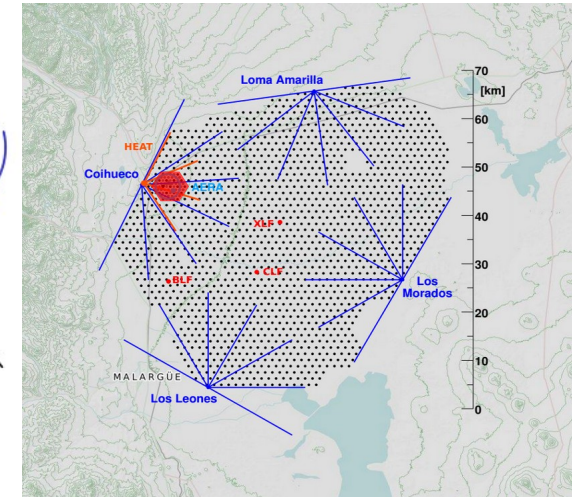 70
[km]
60
50
40
30
20
10
0
Loma Amarilla
HEAT
Coihueco
AERA
XLF
CLF
BLF
Los
Morados
MALARGÜE
Los Leones